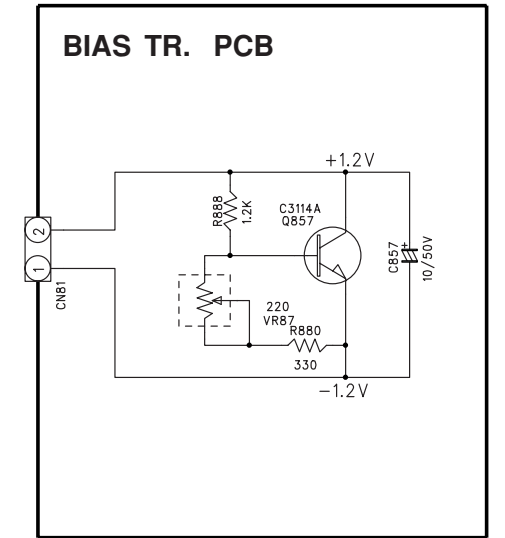 BIAS TR. PCB
+1.2V
R888
1.2K
C3114A
Q857
C857
+
10/50V
2
1
CN81
220
VR87
R880
330
−1.2V